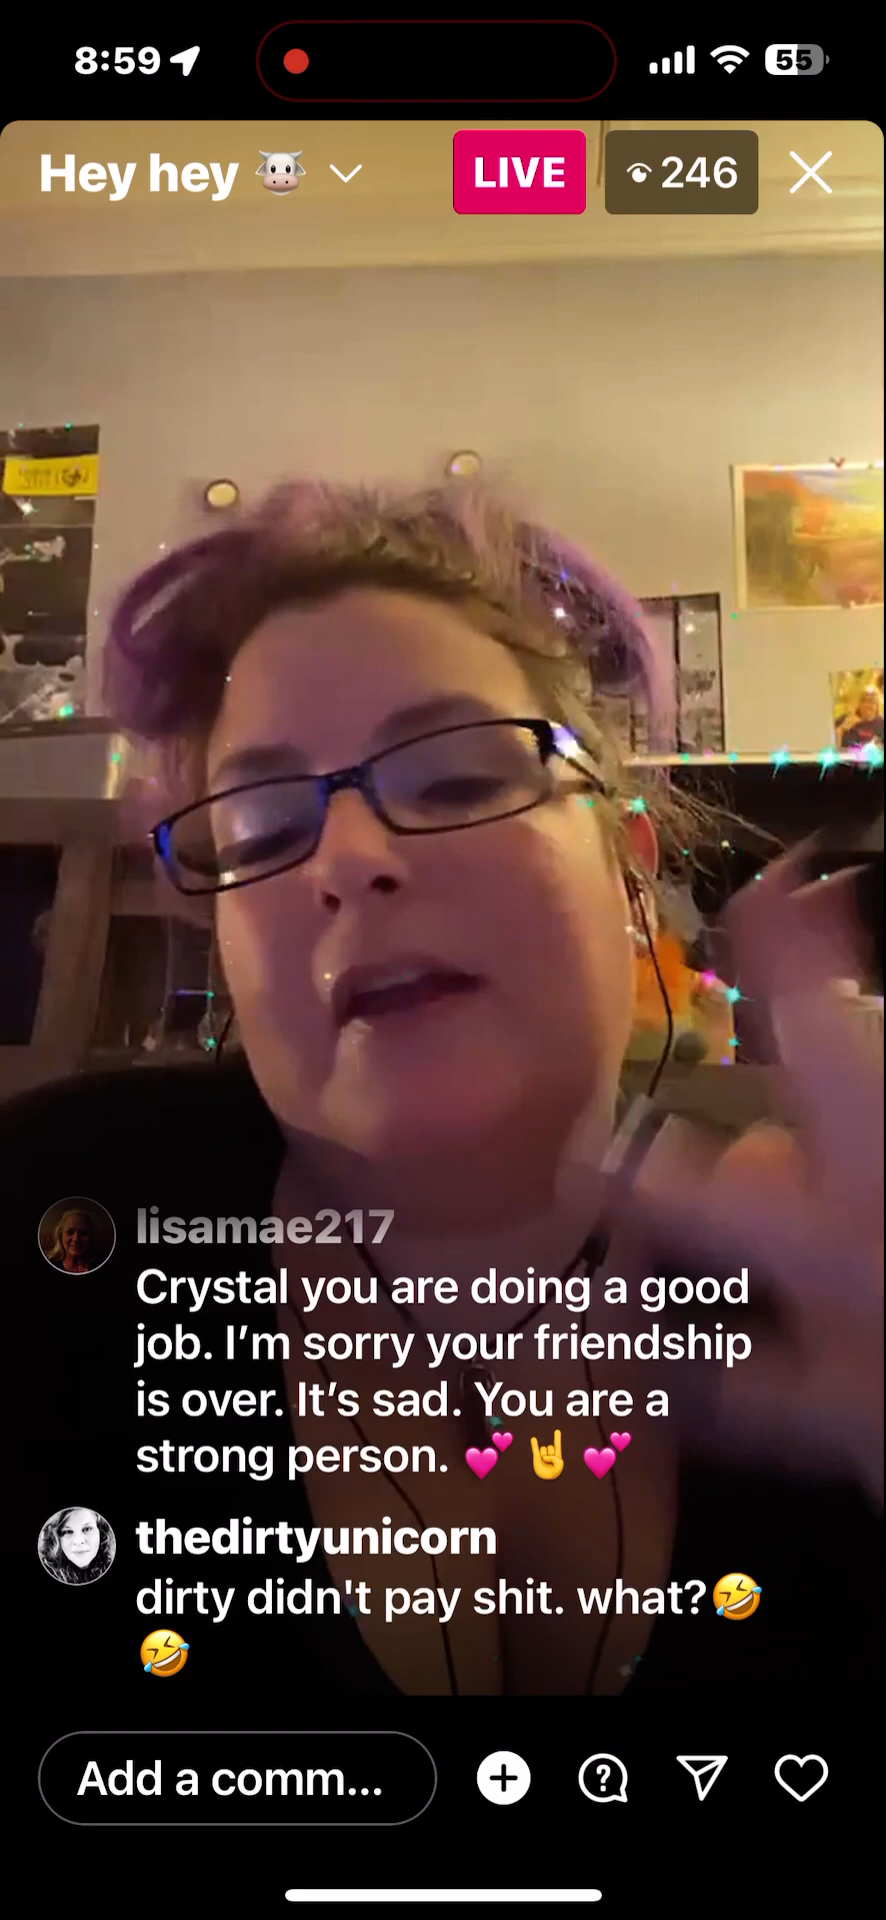 8:59
55
Hey hey 🐮
LIVE
246
lisamae217
Crystal you are doing a good
job. I’m sorry your friendship
is over. It’s sad. You are a
strong person. 💕 🤘 💕
thedirtyunicorn
dirty didn't pay shit. what?🤣
🤣
Add a comm...